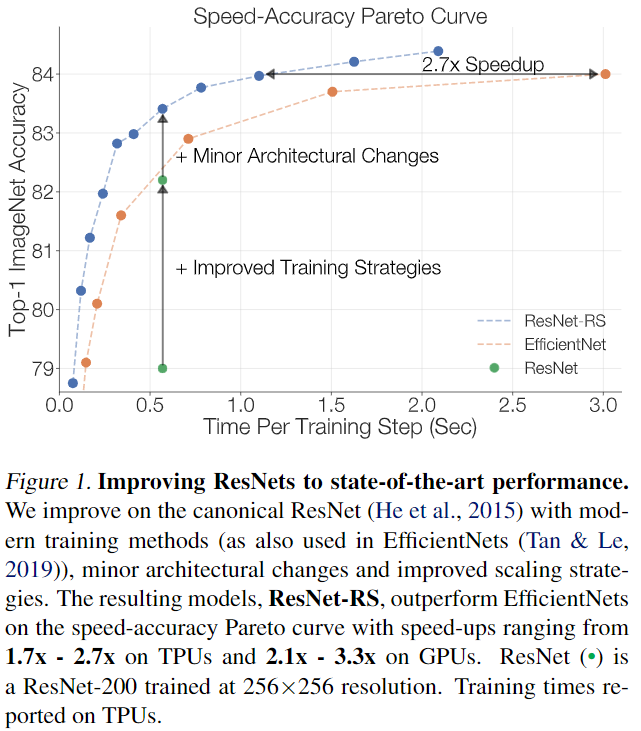 Speed-Accuracy Pareto Curve
Top-1 ImageNet Accuracy
84
83
82
81
80
79
2.7x Speedup
+ Minor Architectural Changes
+ Improved Training Strategies
ResNet-RS
EfficientNet
ResNet
0.0 0.5 1.0 1.5 2.0 2.5 3.0
Time Per Training Step (Sec)
Figure 1. Improving ResNets to state-of-the-art performance.
We improve on the canonical ResNet (He et al., 2015) with mod-
ern training methods (as also used in EfficientNets (Tan & Le,
2019)), minor architectural changes and improved scaling strate-
gies. The resulting models, ResNet-RS, outperform EfficientNets
on the speed-accuracy Pareto curve with speed-ups ranging from
1.7x - 2.7x on TPUs and 2.1x - 3.3x on GPUs. ResNet (•) is
a ResNet-200 trained at 256×256 resolution. Training times re-
ported on TPUs.